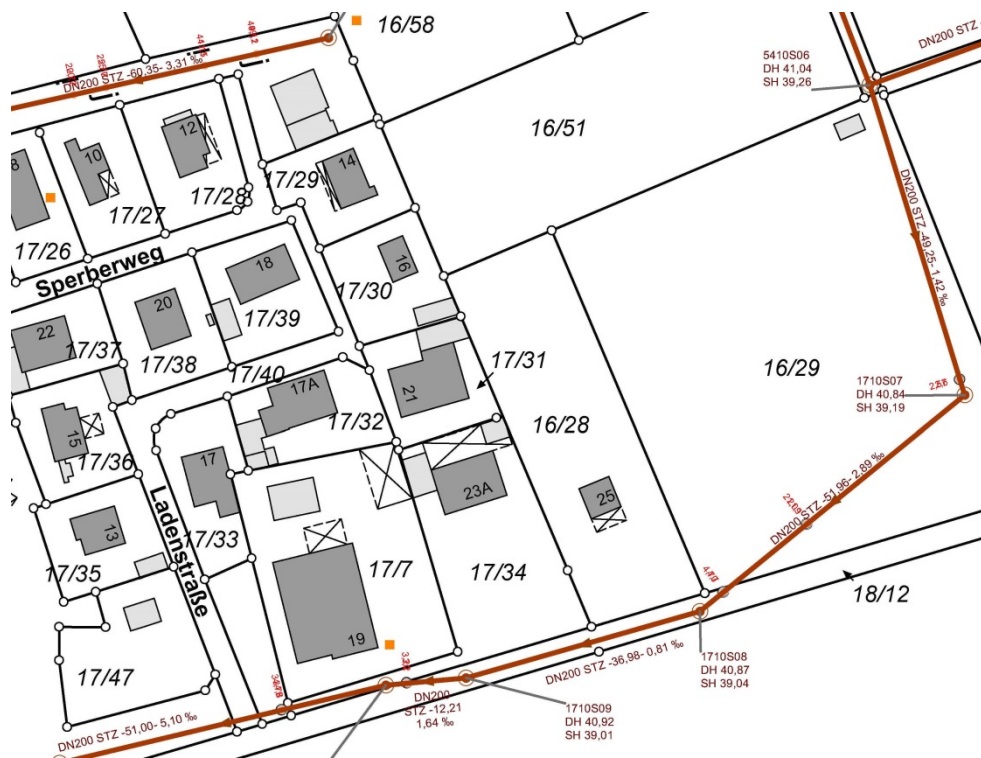 16/58
DN200 STZ -60,35- 3,31 ‰
DN200 ST
5410S06
DH 41,04
SH 39,26
16/51
8
10
12
14
17/29
17/28
17/27
17/26
Sperberweg
18
16
17/30
DN200 STZ -49,25- 1,42 ‰
20
22
17/39
17/38
17/37
17/40
17A
17/31
21
17/32
16/29
1710S07
DH 40,84
SH 39,19
16/28
15
17/36
17
23A
25
DN200 STZ -51,96- 2,89 ‰
13
Ladenstraße
17/33
17/35
17/7
17/34
18/12
19
17/47
1710S08
DH 40,87
SH 39,04
DN200 STZ -36,98- 0,81 ‰
DN200
STZ -12,21
1,64 ‰
1710S09
DH 40,92
SH 39,01
DN200 STZ -51,00- 5,10 ‰